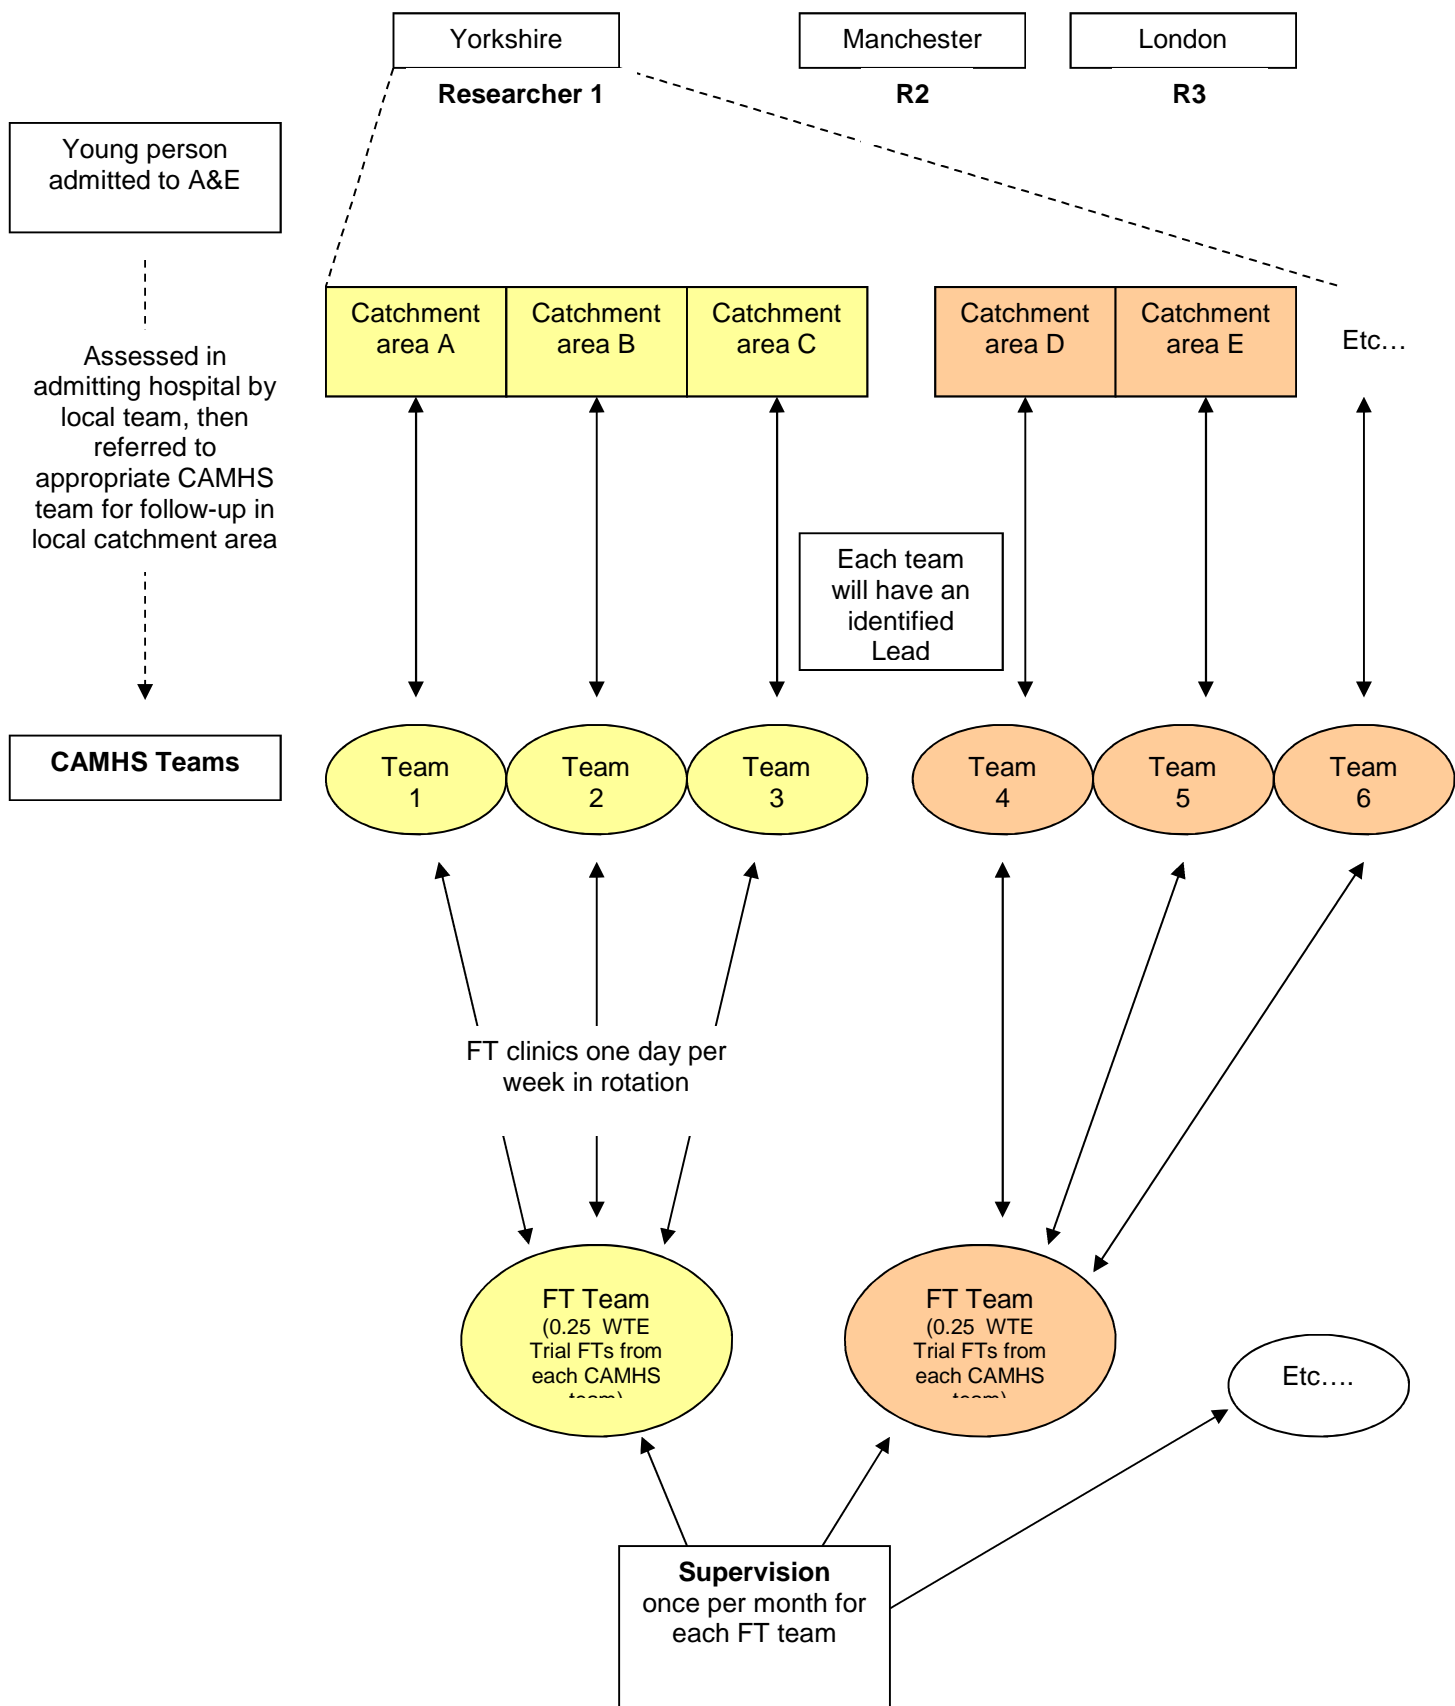 Yorkshire
Manchester
London
Researcher 1
R2
R3
Young person
admitted to A&E
Catchment
area A
Catchment
area B
Catchment
area C
Catchment
area D
Catchment
area E
Etc…
Assessed in
admitting hospital by
local team, then
referred to
appropriate CAMHS
team for follow-up in
local catchment area
Each team
will have an
identified
Lead
CAMHS Teams
Team
1
Team
2
Team
3
Team
4
Team
5
Team
6
FT clinics one day per
week in rotation
FT Team
(0.25 WTE
Trial FTs from
each CAMHS
team)
FT Team
(0.25 WTE
Trial FTs from
each CAMHS
team)
Etc….
Supervision
once per month for
each FT team